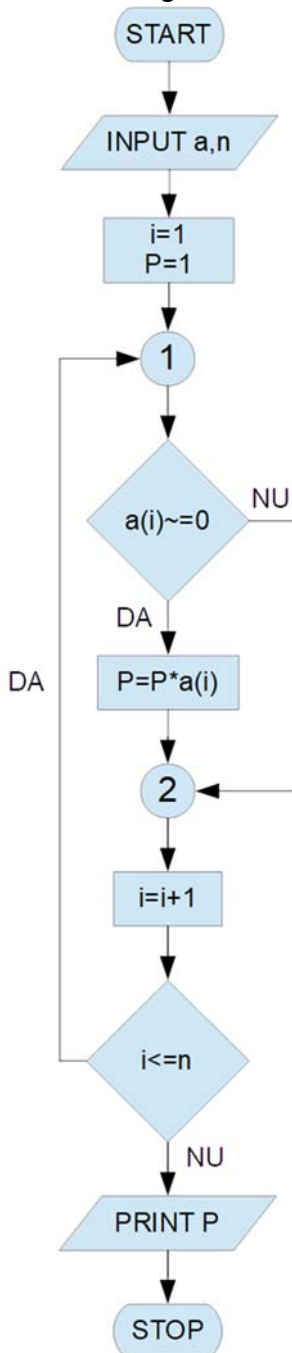 START
INPUT a,n
i=1
P=1
1
a(i)~=0
NU
DA
DA
P=P*a(i)
2
i=i+1
i<=n
NU
PRINT P
STOP